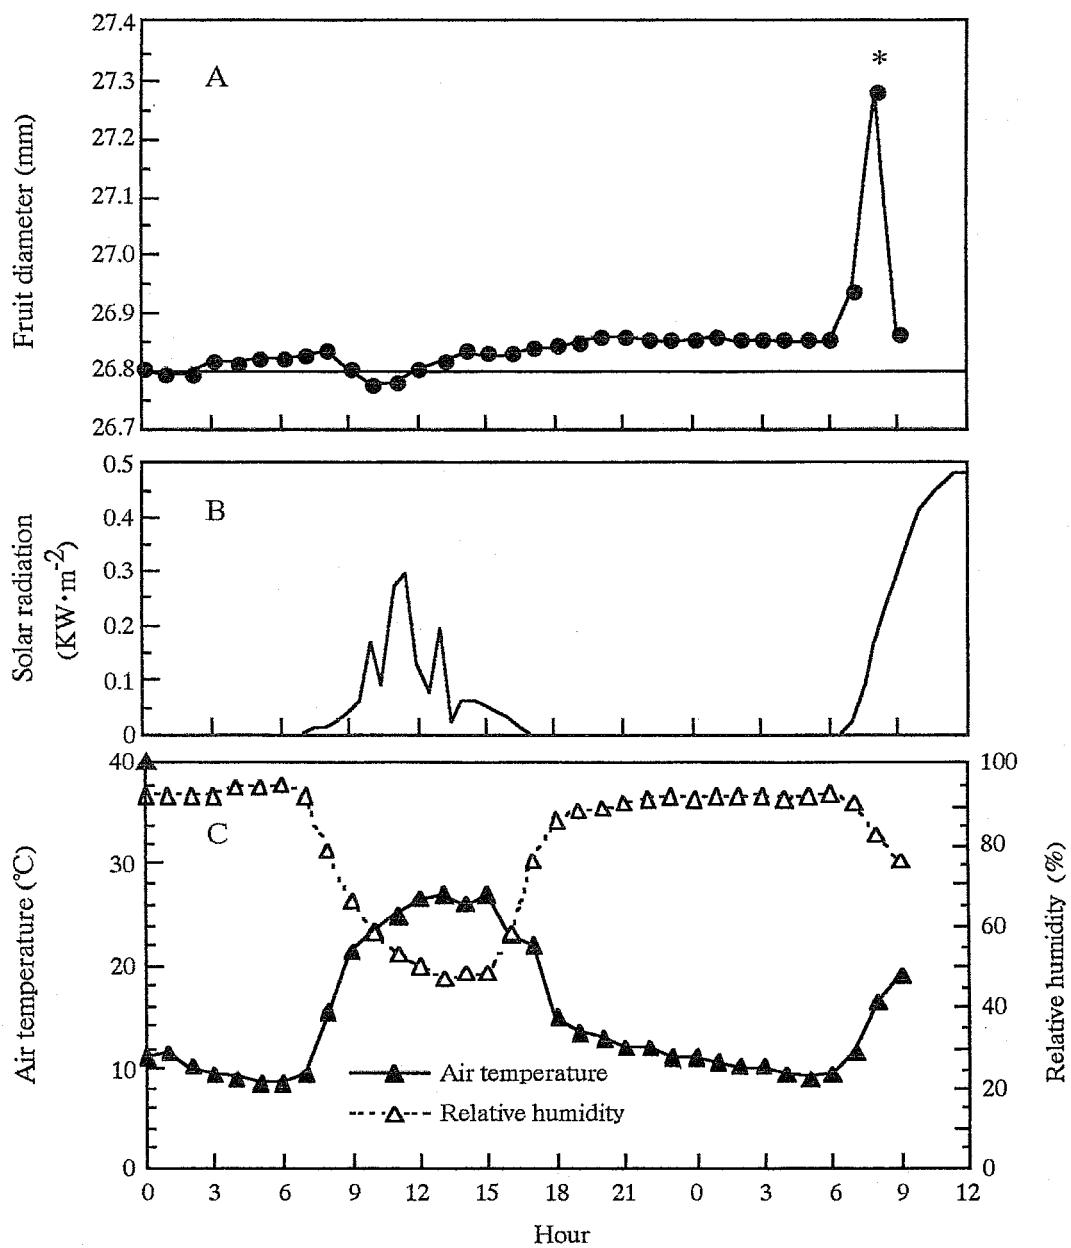 27.4
27.3
27.2
27.1
27.0
26.9
26.8
26.7
Fruit diameter (mm)
A
*
0.5
0.4
0.3
0.2
0.1
0
Solar radiation
(KW・m⁻²)
B
40
30
20
10
0
Air temperature (℃)
C
100
80
60
40
20
0
Relative humidity (%)
Air temperature
Relative humidity
0 3 6 9 12 15 18 21 0 3 6 9 12
Hour